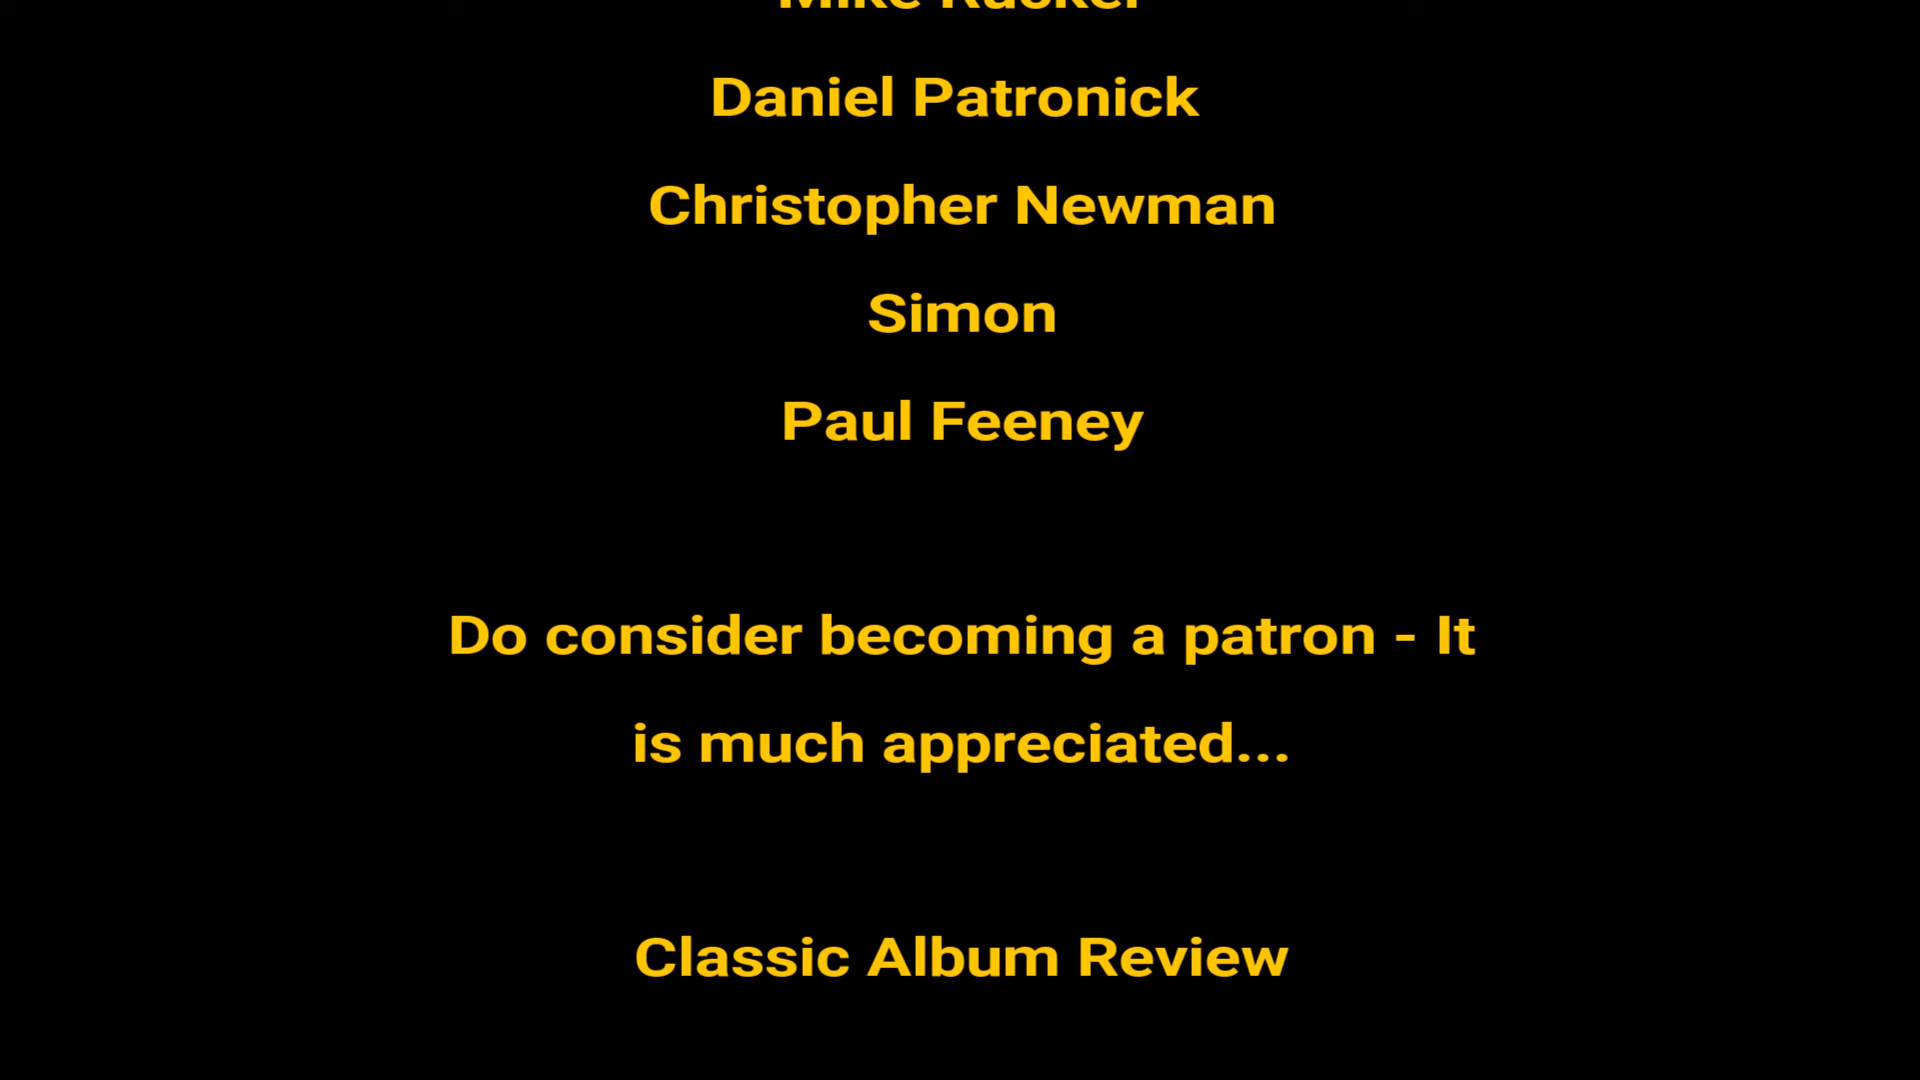 Mike
Daniel Patronick
Christopher Newman
Simon
Paul Feeney
Do consider becoming a patron - It
is much appreciated...
Classic Album Review